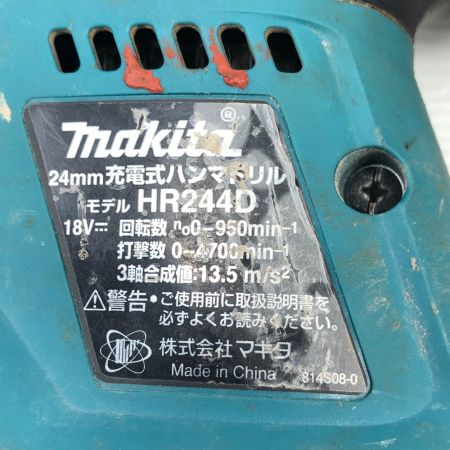 makita®
24mm充電式ハンマドリル
モデル HR244D
18V⎓ 回転数 n₀0-950min⁻¹
打撃数 0-4700min⁻¹
3軸合成値:13.5 m/s²
⚠警告・ご使用前に取扱説明書を
必ずよくお読みください。
株式会社マキタ
Made in China 814S08-0